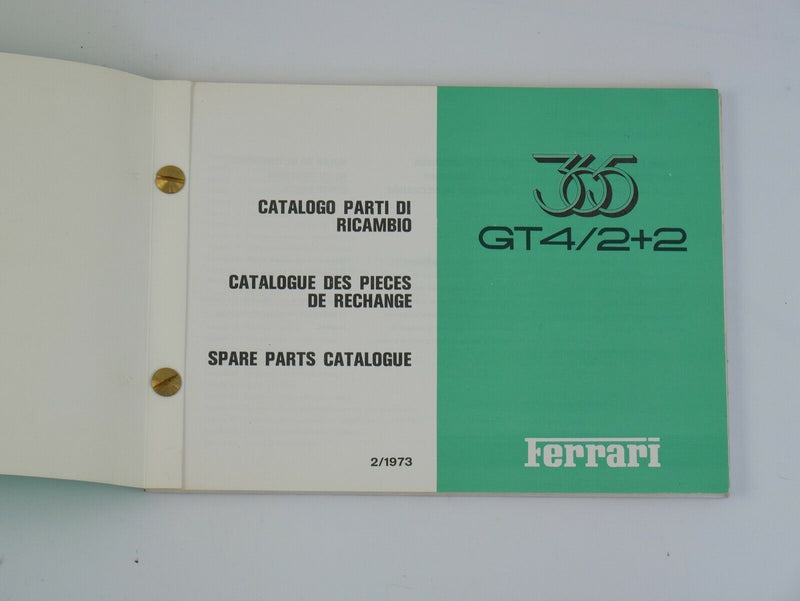 CATALOGO PARTI DI
RICAMBIO
CATALOGUE DES PIECES
DE RECHANGE
SPARE PARTS CATALOGUE
2/1973
365
GT4/2+2
Ferrari